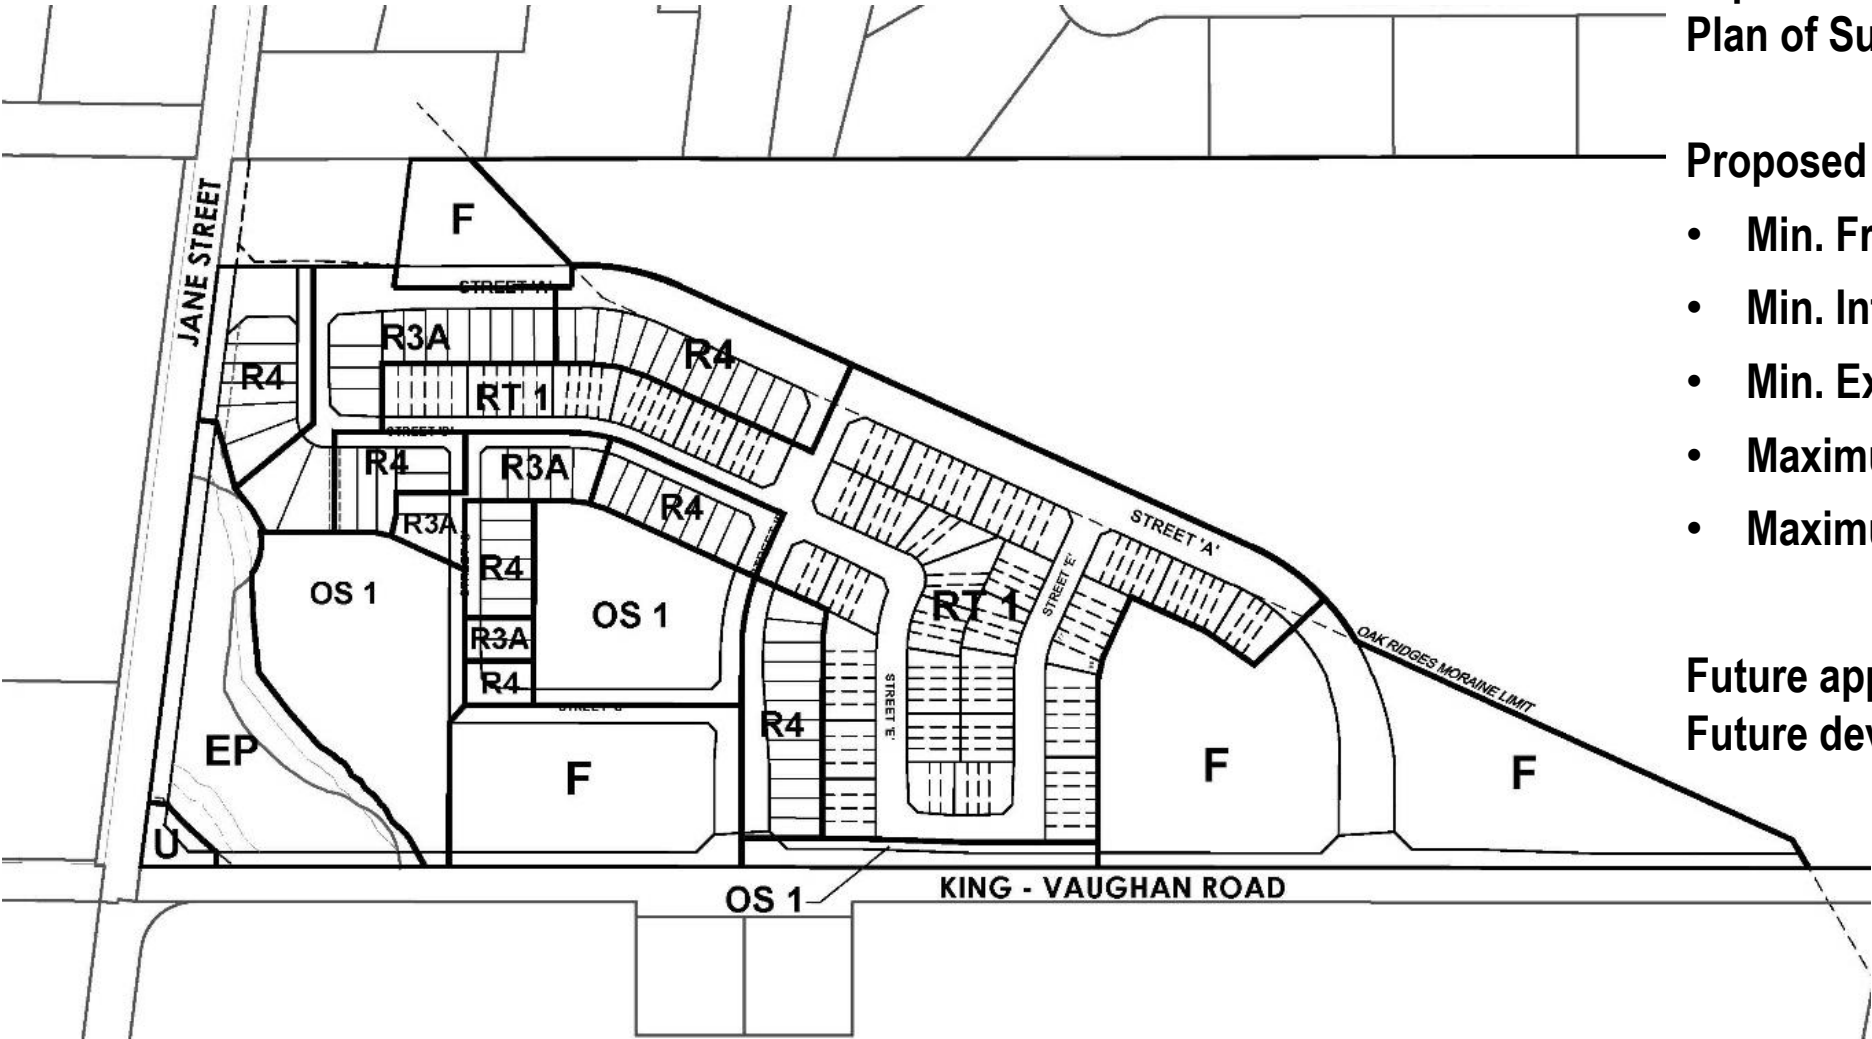 Plan of Su
Proposed
• Min. Fr
• Min. In
• Min. Ex
• Maximu
• Maximu
Future app
Future dev
JANE STREET
F
STREET 'A'
R3A
R4
R4
RT 1
STREET 'B'
R4
R3A
R4
R3A
STREET 'A'
R4
OS 1
OS 1
RT 1
STREET 'E'
R3A
R4
OAK RIDGES MORAINE LIMIT
STREET 'E'
R4
EP
F
F
F
U
OS 1
KING - VAUGHAN ROAD